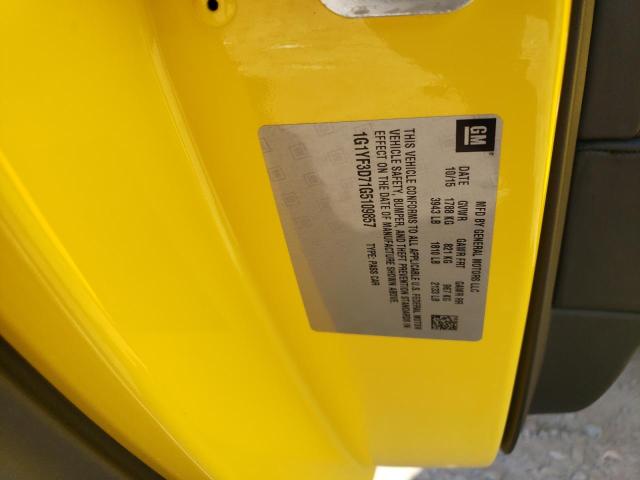 GM
MFD BY GENERAL MOTORS LLC
DATE GVWR GAWR FRT GAWR RR
10/15 1788 KG 821 KG 967 KG
3943 LB 1810 LB 2133 LB
THIS VEHICLE CONFORMS TO ALL APPLICABLE U.S. FEDERAL MOTOR
VEHICLE SAFETY, BUMPER, AND THEFT PREVENTION STANDARDS IN
EFFECT ON THE DATE OF MANUFACTURE SHOWN ABOVE.
1G1YF3D71G5109857 TYPE: PASS CAR